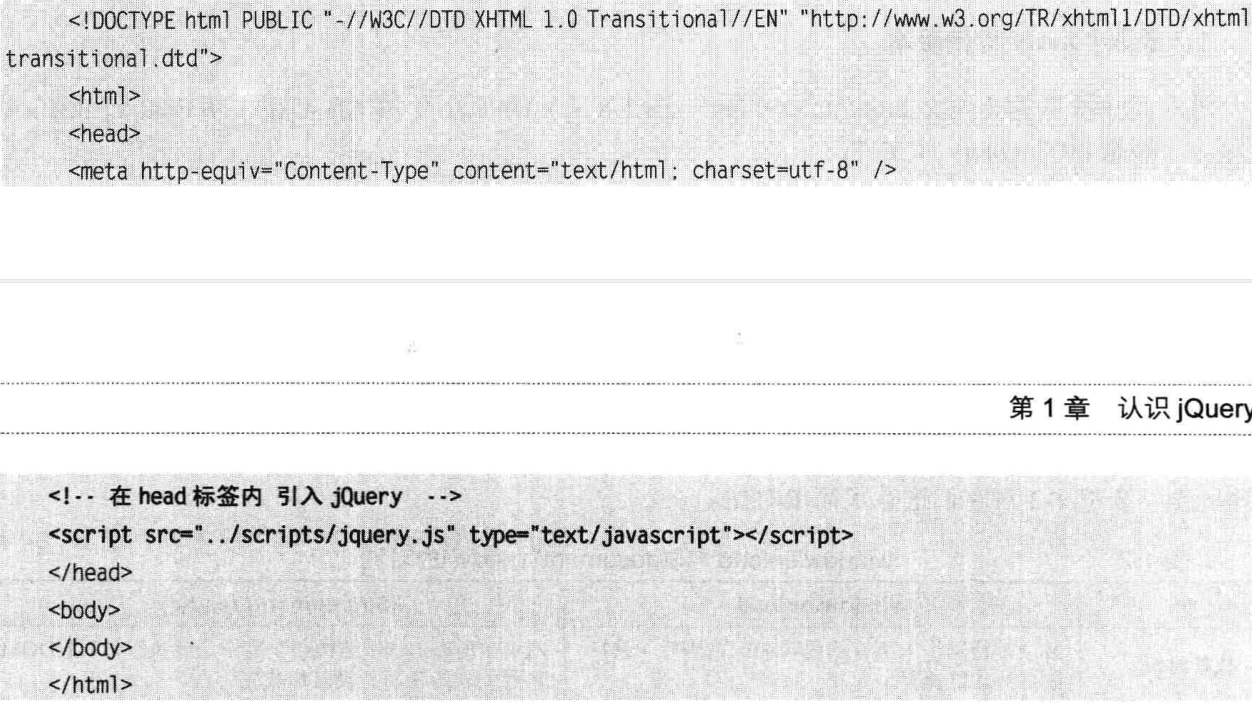 <!DOCTYPE html PUBLIC "-//W3C//DTD XHTML 1.0 Transitional//EN" "http://www.w3.org/TR/xhtml1/DTD/xhtml
transitional.dtd">
<html>
<head>
<meta http-equiv="Content-Type" content="text/html; charset=utf-8" />
第 1 章 认识 jQuery
<!-- 在 head 标签内 引入 jQuery -->
<script src="../scripts/jquery.js" type="text/javascript"></script>
</head>
<body>
</body>
</html>